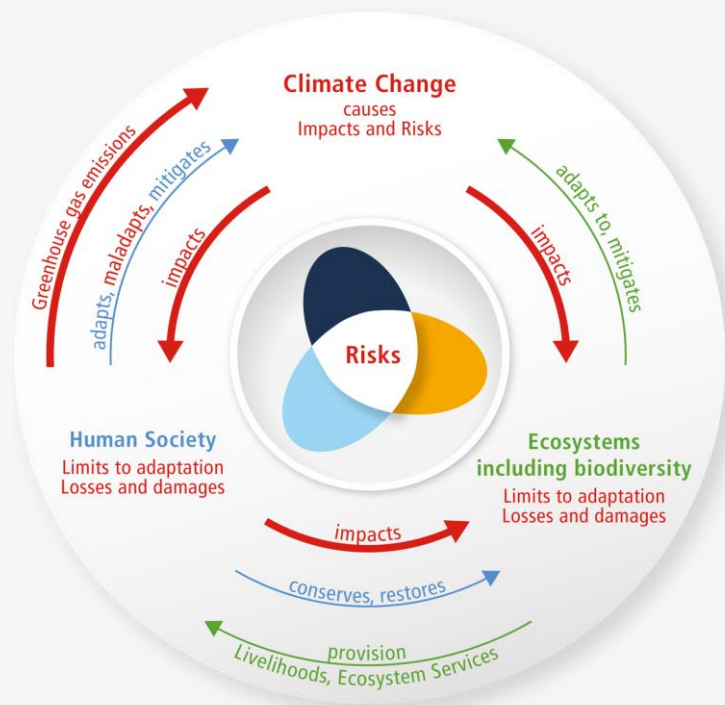 Climate Change
causes
Impacts and Risks
Greenhouse gas emissions
adapts, maladapts, mitigates
impacts
impacts
adapts to, mitigates
Risks
Human Society
Limits to adaptation
Losses and damages
Ecosystems
including biodiversity
Limits to adaptation
Losses and damages
impacts
conserves, restores
provision
Livelihoods, Ecosystem Services